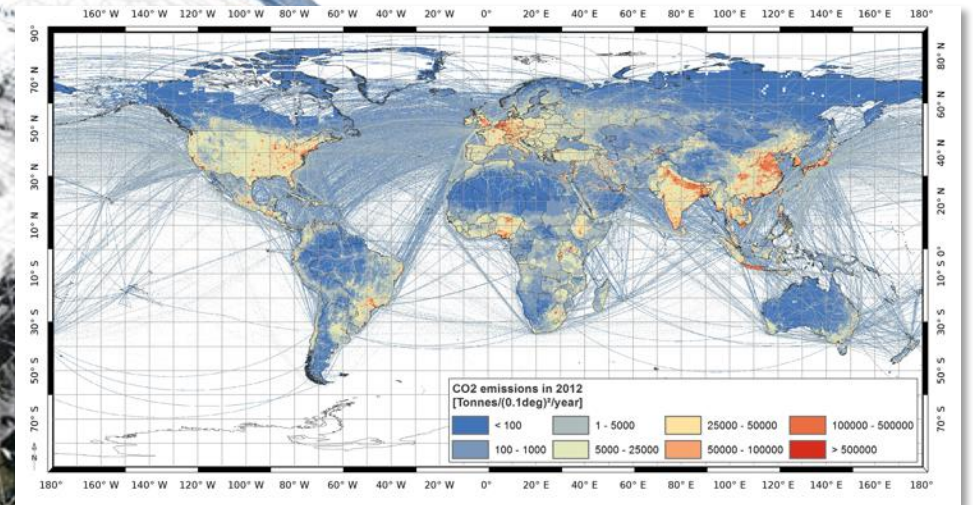 160° W 140° W 120° W 100° W 80° W 60° W 40° W 20° W 0° 20° E 40° E 60° E 80° E 100° E 120° E 140° E 160° E 180°
90°
70° N
50° N
30° N
10° N
10° S
30° S
50° S
70° S
80° N
60° N
40° N
20° N
0°
10° S
30° S
50° S
70° S
CO2 emissions in 2012
[Tonnes/(0.1deg)²/year]
< 100 1 - 5000 25000 - 50000 100000 - 500000
100 - 1000 5000 - 25000 50000 - 100000 > 500000
180° 160° W 140° W 120° W 100° W 80° W 60° W 40° W 20° W 0° 20° E 40° E 60° E 80° E 100° E 120° E 140° E 160° E 180°